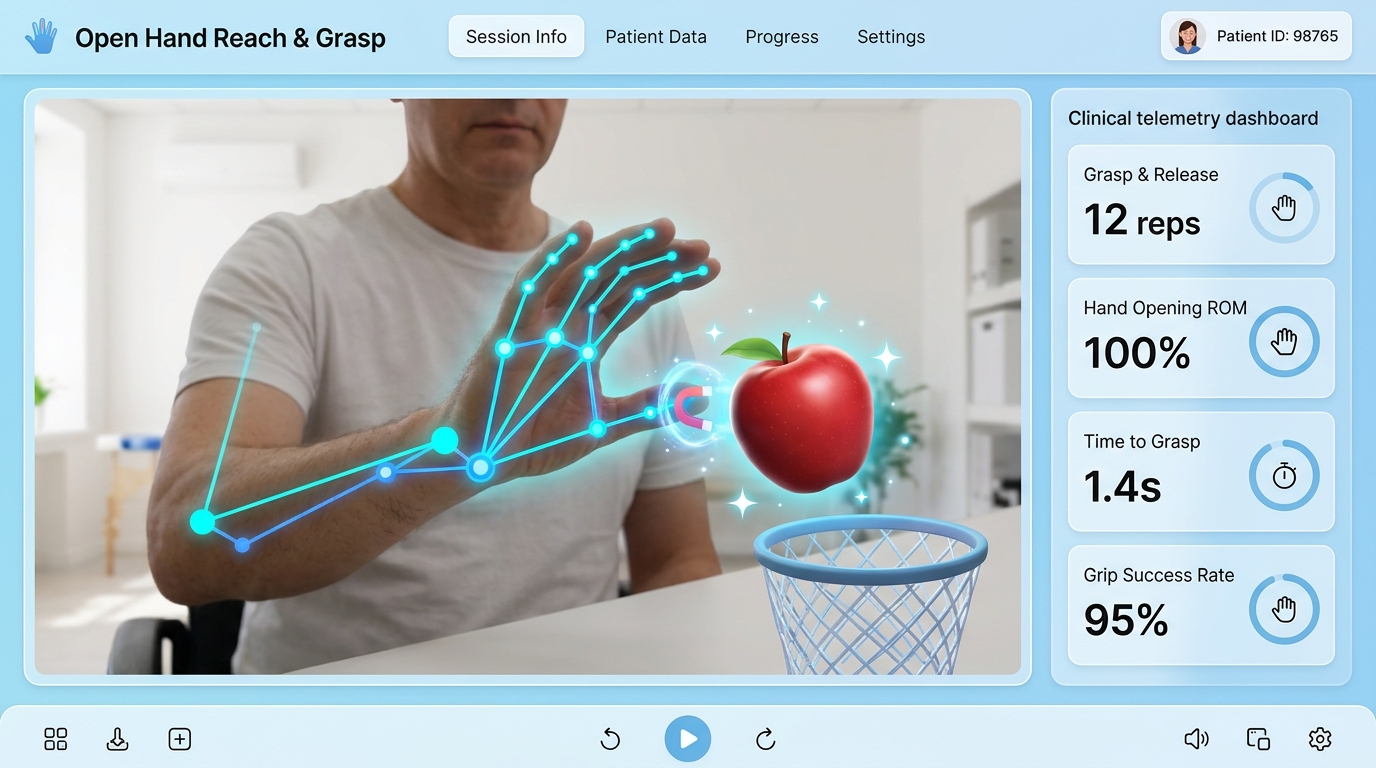 Open Hand Reach & Grasp
Session Info
Patient Data
Progress
Settings
Patient ID: 98765
Clinical telemetry dashboard
Grasp & Release
12 reps
Hand Opening ROM
100%
Time to Grasp
1.4s
Grip Success Rate
95%